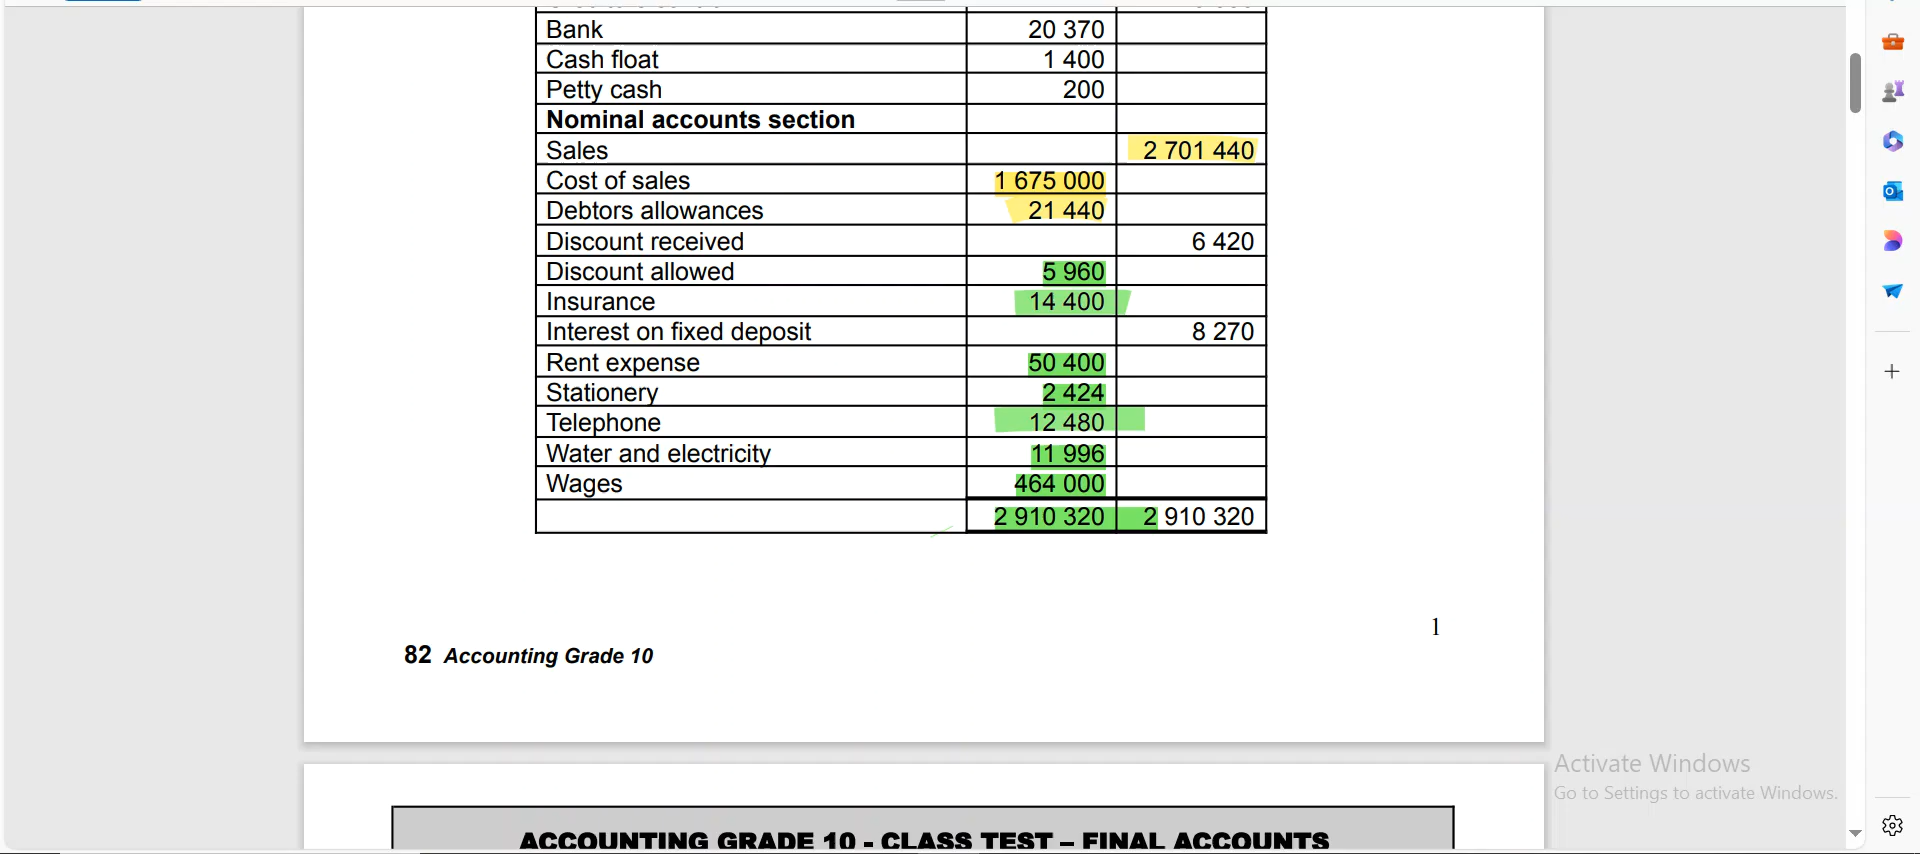 Bank 20 370
Cash float 1 400
Petty cash 200
Nominal accounts section
Sales 2 701 440
Cost of sales 1 675 000
Debtors allowances 21 440
Discount received 6 420
Discount allowed 5 960
Insurance 14 400
Interest on fixed deposit 8 270
Rent expense 50 400
Stationery 2 424
Telephone 12 480
Water and electricity 11 996
Wages 464 000
2 910 320 2 910 320
1
82 Accounting Grade 10
Activate Windows
Go to Settings to activate Windows.
ACCOUNTING GRADE 10 - CLASS TEST – FINAL ACCOUNTS